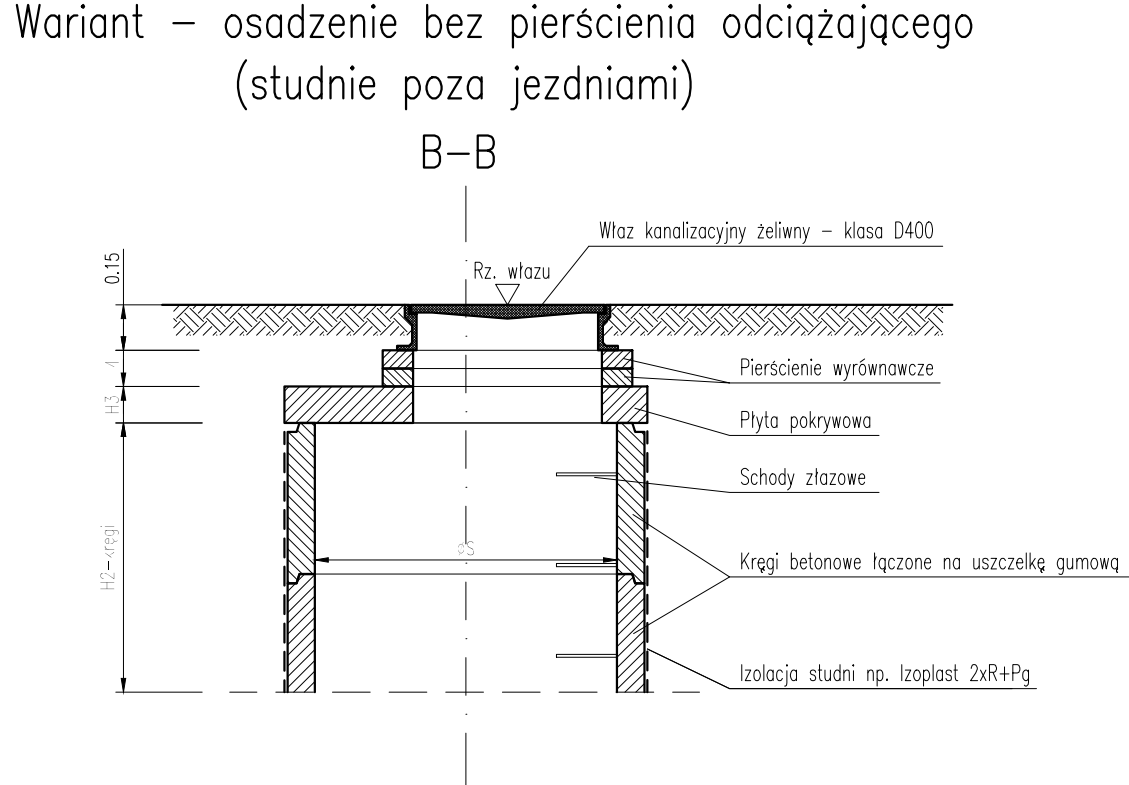 Wariant – osadzenie bez pierścienia odciążającego
(studnie poza jezdniami)
B–B
Właz kanalizacyjny żeliwny – klasa D400
0.15
Rz. włazu
Pierścienie wyrównawcze
H3
Płyta pokrywowa
Schody złazowe
H2–kręgi
øS
Kręgi betonowe łączone na uszczelkę gumową
Izolacja studni np. Izoplast 2xR+Pg